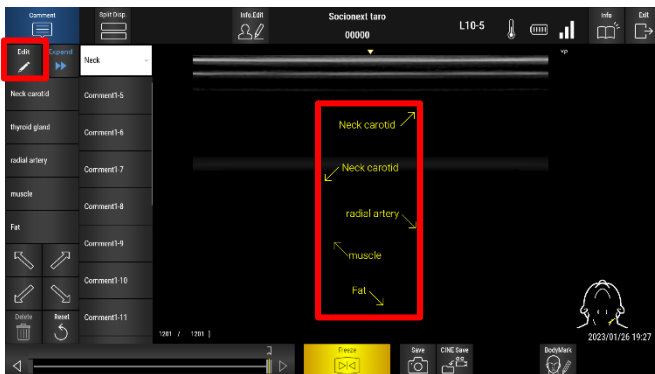 Comment
Split Disp
Info.Edit
Socionext taro
00000
L10-5
Info
Exit
Edit
Expand
Neck
Neck carotid
Comment1-5
thyroid gland
Comment1-6
radial artery
Comment1-7
muscle
Comment1-8
Fat
Comment1-9
Comment1-10
Comment1-11
Delete
Reset
Neck carotid
Neck carotid
radial artery
muscle
Fat
1201 / 1201
2023/01/26 19:27
Freeze
Save
CINE Save
BodyMark